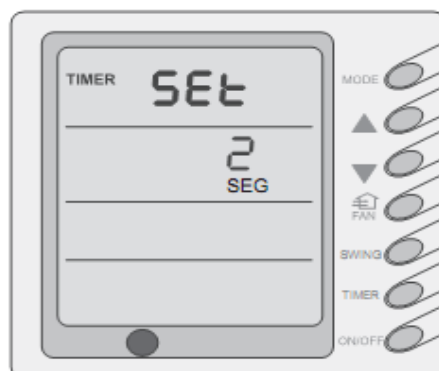 TIMER SEt
2
SEG
MODE
FAN
SWING
TIMER
ON/OFF